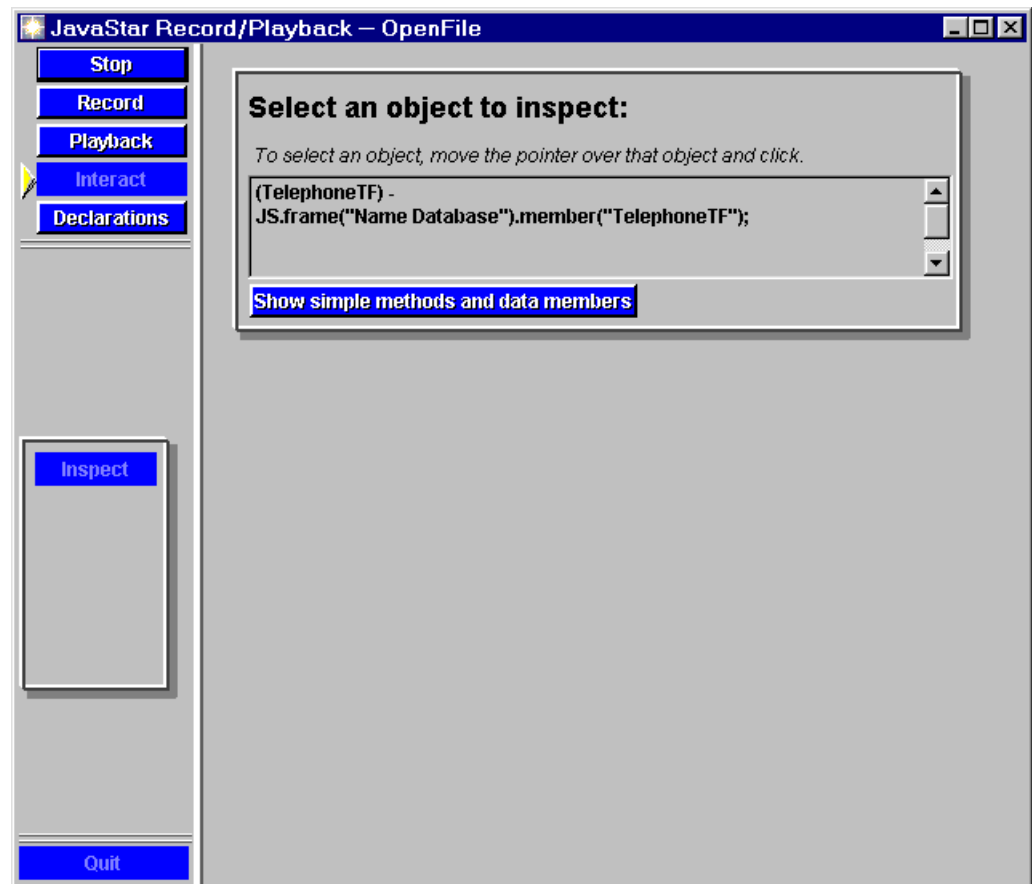 JavaStar Record/Playback — OpenFile
Stop
Record
Playback
Interact
Declarations
Select an object to inspect:
To select an object, move the pointer over that object and click.
(TelephoneTF) -
JS.frame("Name Database").member("TelephoneTF");
Show simple methods and data members
Inspect
Quit